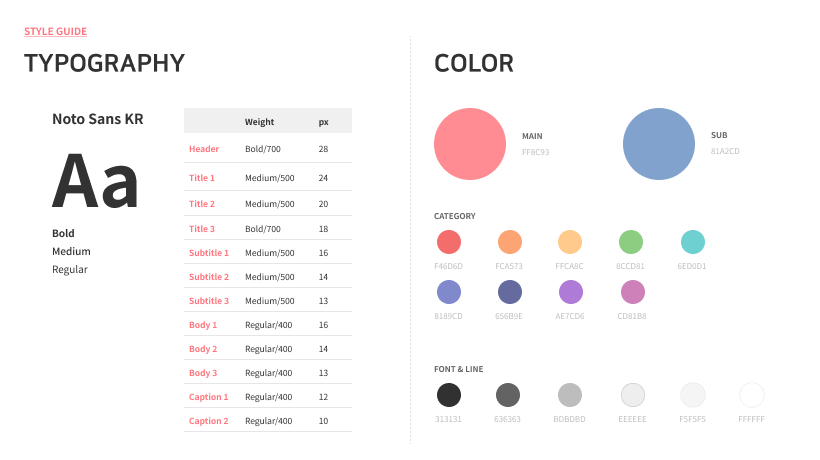 STYLE GUIDE
TYPOGRAPHY
Noto Sans KR
Aa
Bold
Medium
Regular
Weight px
Header Bold/700 28
Title 1 Medium/500 24
Title 2 Medium/500 20
Title 3 Bold/700 18
Subtitle 1 Medium/500 16
Subtitle 2 Medium/500 14
Subtitle 3 Medium/500 13
Body 1 Regular/400 16
Body 2 Regular/400 14
Body 3 Regular/400 13
Caption 1 Regular/400 12
Caption 2 Regular/400 10
COLOR
MAIN
FF8C93
SUB
81A2CD
CATEGORY
F46D6D FCA573 FFCA8C 8CCD81 6ED0D1
8189CD 656B9E AE7CD6 CD81B8
FONT & LINE
313131 636363 BDBDBD EEEEEE F5F5F5 FFFFFF